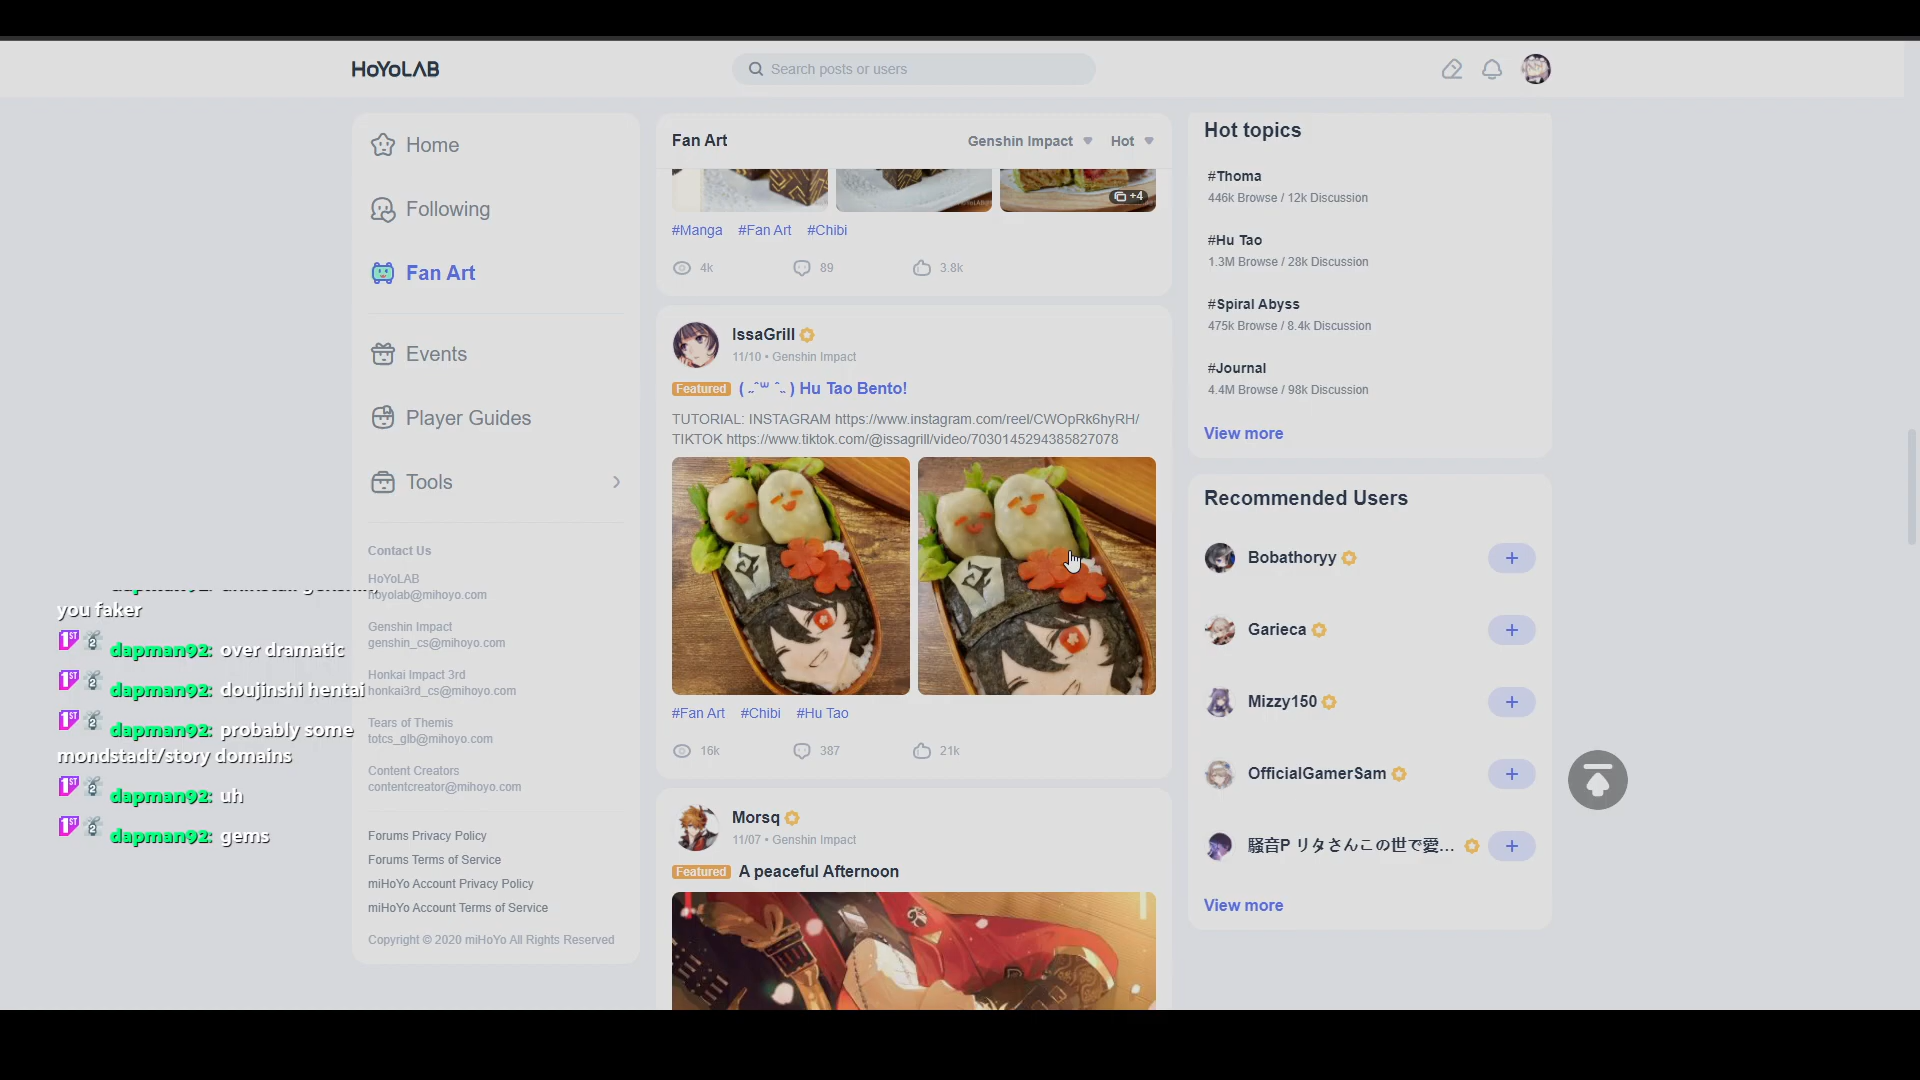 HoYoLAB
Search posts or users
Home
Following
Fan Art
Events
Player Guides
Tools
Contact Us
HoYoLAB
hoyolab@mihoyo.com
Genshin Impact
genshin_cs@mihoyo.com
Honkai Impact 3rd
honkai3rd_cs@mihoyo.com
Tears of Themis
totcs_glb@mihoyo.com
Content Creators
contentcreator@mihoyo.com
Forums Privacy Policy
Forums Terms of Service
miHoYo Account Privacy Policy
miHoYo Account Terms of Service
Copyright © 2020 miHoYo All Rights Reserved
you faker
dapman92: over dramatic
dapman92: doujinshi hentai
dapman92: probably some
mondstadt/story domains
dapman92: uh
dapman92: gems
Fan Art
Genshin Impact
Hot
+4
#Manga #Fan Art #Chibi
4k 89 3.8k
IssaGrill
11/10 • Genshin Impact
Featured ( ˶ˆ꒳ˆ˵ ) Hu Tao Bento!
TUTORIAL: INSTAGRAM https://www.instagram.com/reel/CWOpRk6hyRH/
TIKTOK https://www.tiktok.com/@issagrill/video/7030145294385827078
#Fan Art #Chibi #Hu Tao
16k 387 21k
Morsq
11/07 • Genshin Impact
Featured A peaceful Afternoon
Hot topics
#Thoma
446k Browse / 12k Discussion
#Hu Tao
1.3M Browse / 28k Discussion
#Spiral Abyss
475k Browse / 8.4k Discussion
#Journal
4.4M Browse / 98k Discussion
View more
Recommended Users
Bobathoryy
Garieca
Mizzy150
OfficialGamerSam
騒音P リタさんこの世で愛...
View more